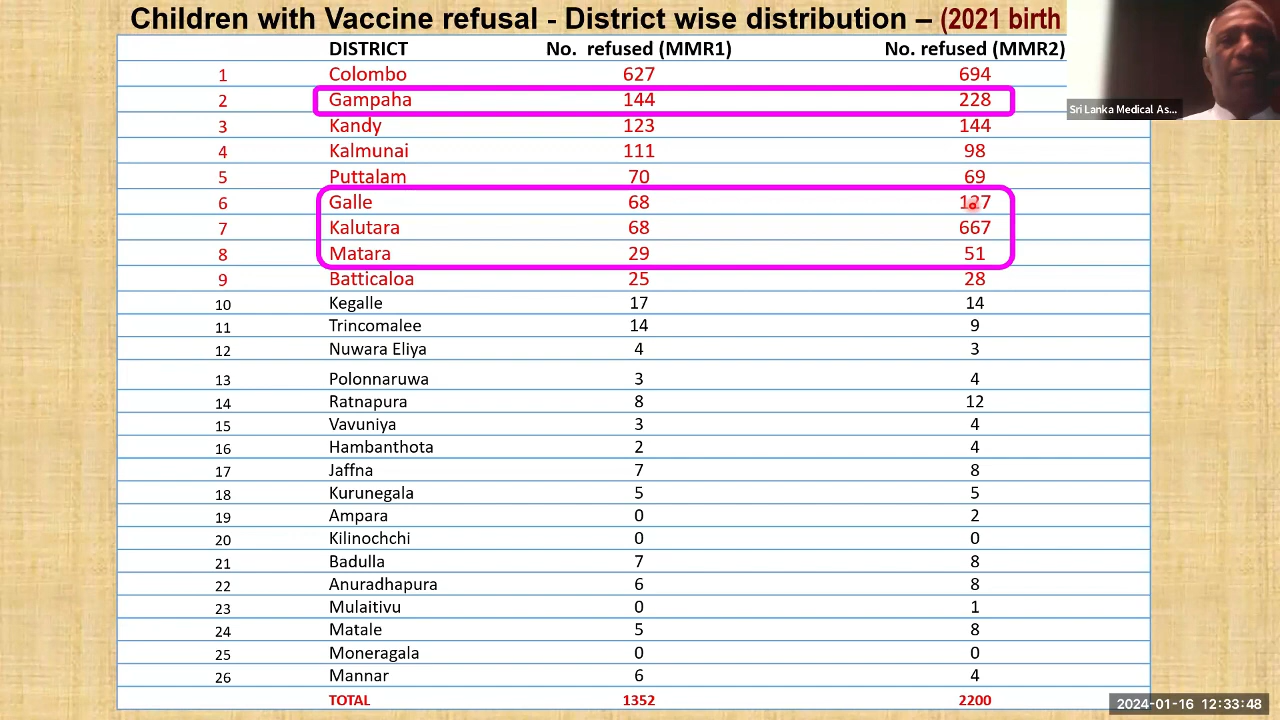 Children with Vaccine refusal - District wise distribution – (2021 birth
DISTRICT No. refused (MMR1) No. refused (MMR2)
1 Colombo 627 694
2 Gampaha 144 228
3 Kandy 123 144
4 Kalmunai 111 98
5 Puttalam 70 69
6 Galle 68 127
7 Kalutara 68 667
8 Matara 29 51
9 Batticaloa 25 28
10 Kegalle 17 14
11 Trincomalee 14 9
12 Nuwara Eliya 4 3
13 Polonnaruwa 3 4
14 Ratnapura 8 12
15 Vavuniya 3 4
16 Hambanthota 2 4
17 Jaffna 7 8
18 Kurunegala 5 5
19 Ampara 0 2
20 Kilinochchi 0 0
21 Badulla 7 8
22 Anuradhapura 6 8
23 Mulaitivu 0 1
24 Matale 5 8
25 Moneragala 0 0
26 Mannar 6 4
TOTAL 1352 2200
Sri Lanka Medical As...
2024-01-16 12:33:48